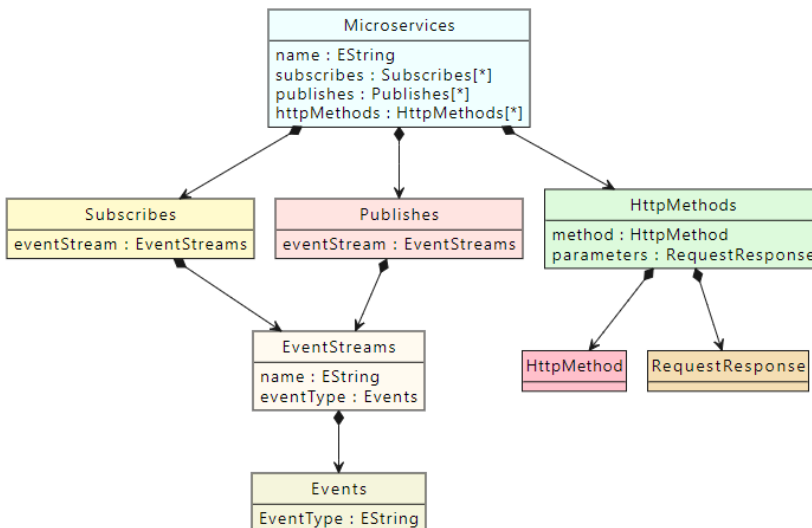 Microservices
name : EString
subscribes : Subscribes[*]
publishes : Publishes[*]
httpMethods : HttpMethods[*]
Subscribes
eventStream : EventStreams
Publishes
eventStream : EventStreams
HttpMethods
method : HttpMethod
parameters : RequestResponse
EventStreams
name : EString
eventType : Events
HttpMethod
RequestResponse
Events
EventType : EString